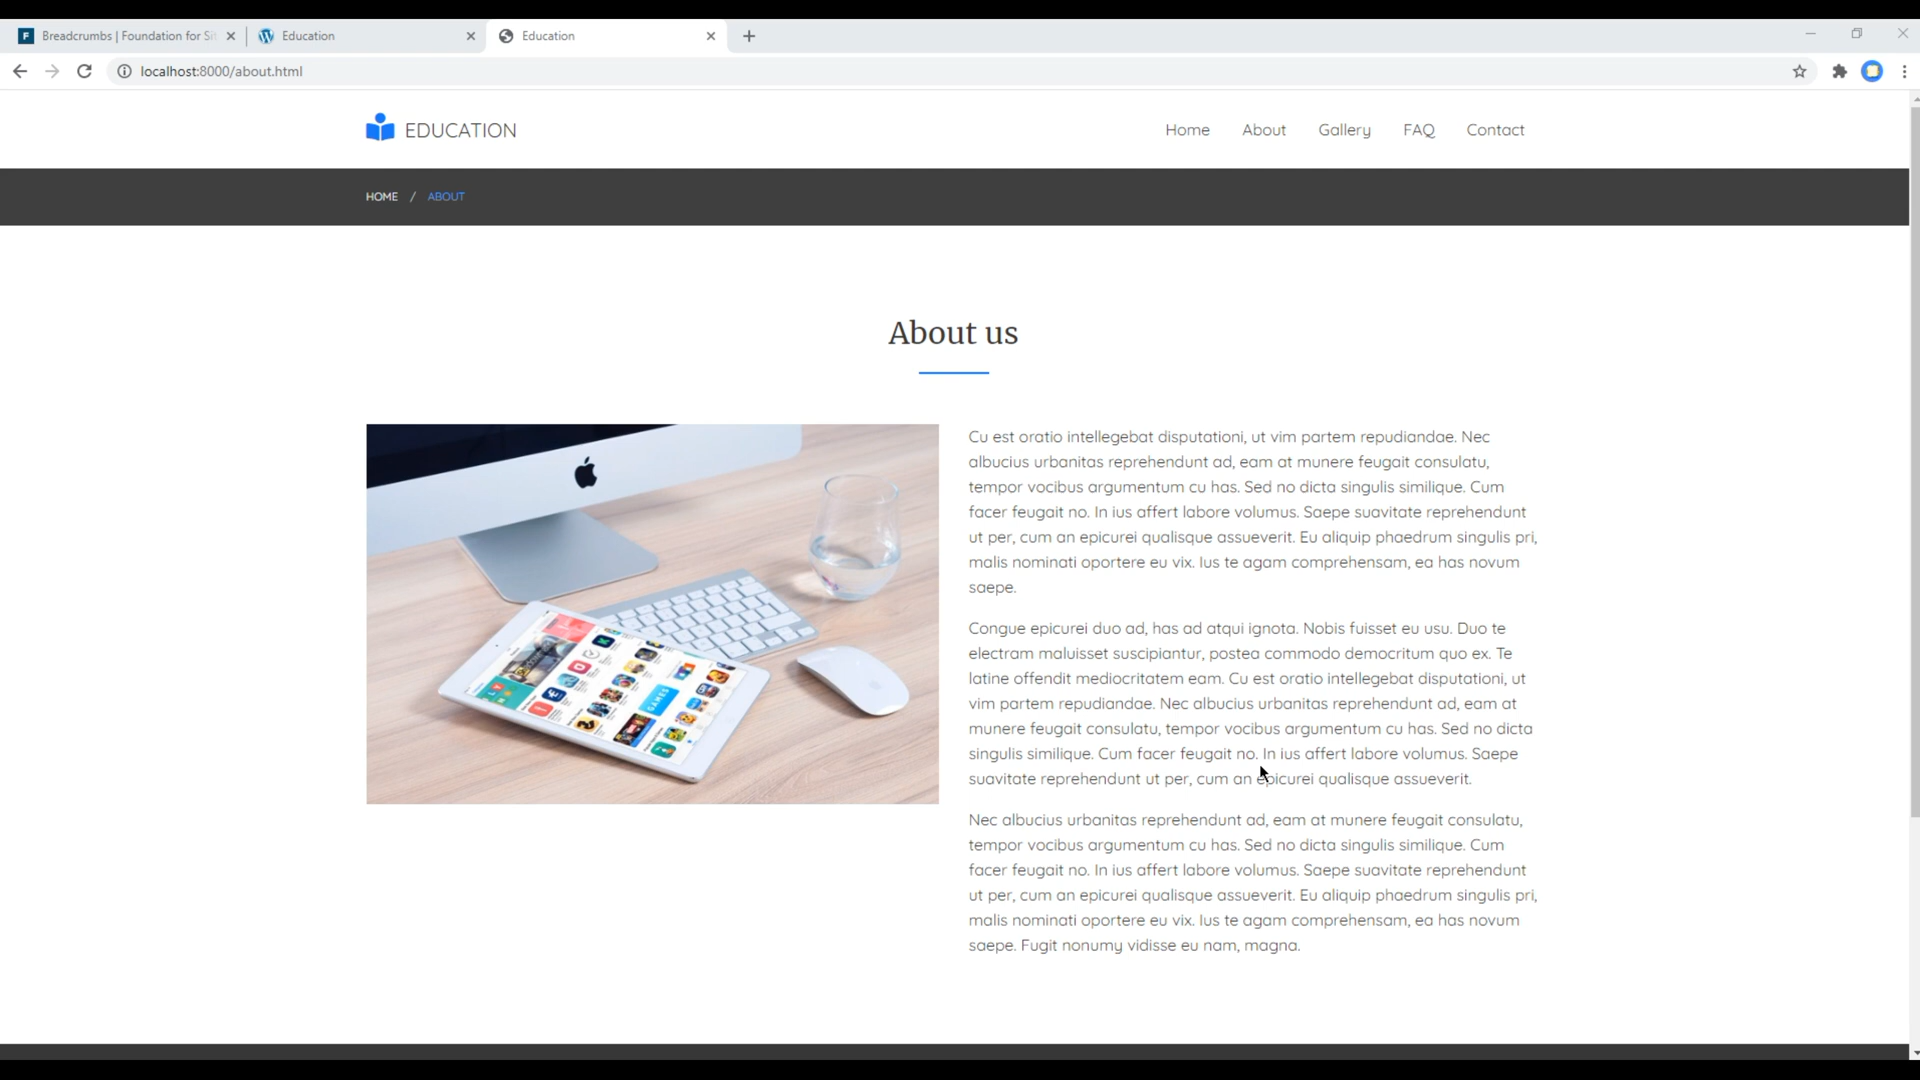 Breadcrumbs | Foundation for Sit
Education
Education
localhost:8000/about.html
EDUCATION
Home
About
Gallery
FAQ
Contact
HOME / ABOUT
About us
Cu est oratio intellegebat disputationi, ut vim partem repudiandae. Nec
albucius urbanitas reprehendunt ad, eam at munere feugait consulatu,
tempor vocibus argumentum cu has. Sed no dicta singulis similique. Cum
facer feugait no. In ius affert labore volumus. Saepe suavitate reprehendunt
ut per, cum an epicurei qualisque assueverit. Eu aliquip phaedrum singulis pri,
malis nominati oportere eu vix. Ius te agam comprehensam, ea has novum
saepe.
Congue epicurei duo ad, has ad atqui ignota. Nobis fuisset eu usu. Duo te
electram maluisset suscipiantur, postea commodo democritum quo ex. Te
latine offendit mediocritatem eam. Cu est oratio intellegebat disputationi, ut
vim partem repudiandae. Nec albucius urbanitas reprehendunt ad, eam at
munere feugait consulatu, tempor vocibus argumentum cu has. Sed no dicta
singulis similique. Cum facer feugait no. In ius affert labore volumus. Saepe
suavitate reprehendunt ut per, cum an epicurei qualisque assueverit.
Nec albucius urbanitas reprehendunt ad, eam at munere feugait consulatu,
tempor vocibus argumentum cu has. Sed no dicta singulis similique. Cum
facer feugait no. In ius affert labore volumus. Saepe suavitate reprehendunt
ut per, cum an epicurei qualisque assueverit. Eu aliquip phaedrum singulis pri,
malis nominati oportere eu vix. Ius te agam comprehensam, ea has novum
saepe. Fugit nonumy vidisse eu nam, magna.
GAMES